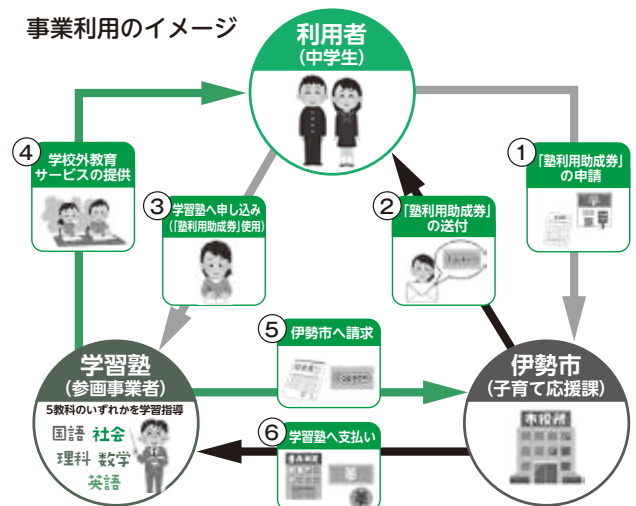 事業利用のイメージ
利用者
(中学生)
①
「塾利用助成券」
の申請
②
「塾利用助成券」
の送付
③
学習塾へ申し込み
(「塾利用助成券」使用)
④
学校外教育
サービスの提供
⑤
伊勢市へ請求
⑥
学習塾へ支払い
学習塾
(参画事業者)
5教科のいずれかを学習指導
国語 社会
理科 数学
英語
伊勢市
(子育て応援課)
市役所